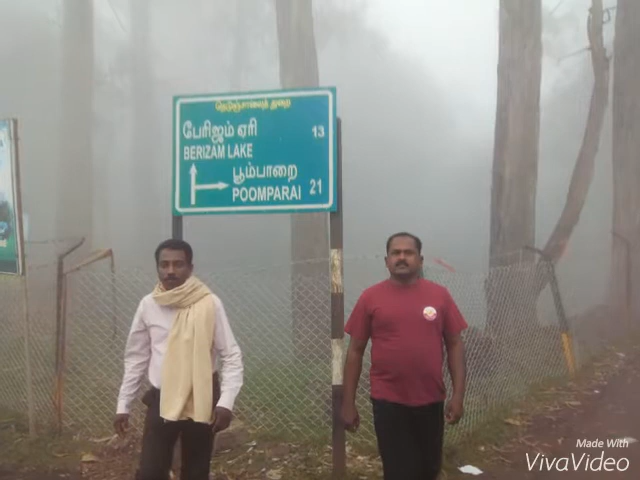 நெடுஞ்சாலைத் துறை
பேரிஜம் ஏரி 13
BERIZAM LAKE
பூம்பாறை
POOMPARAI 21
Made With
VivaVideo